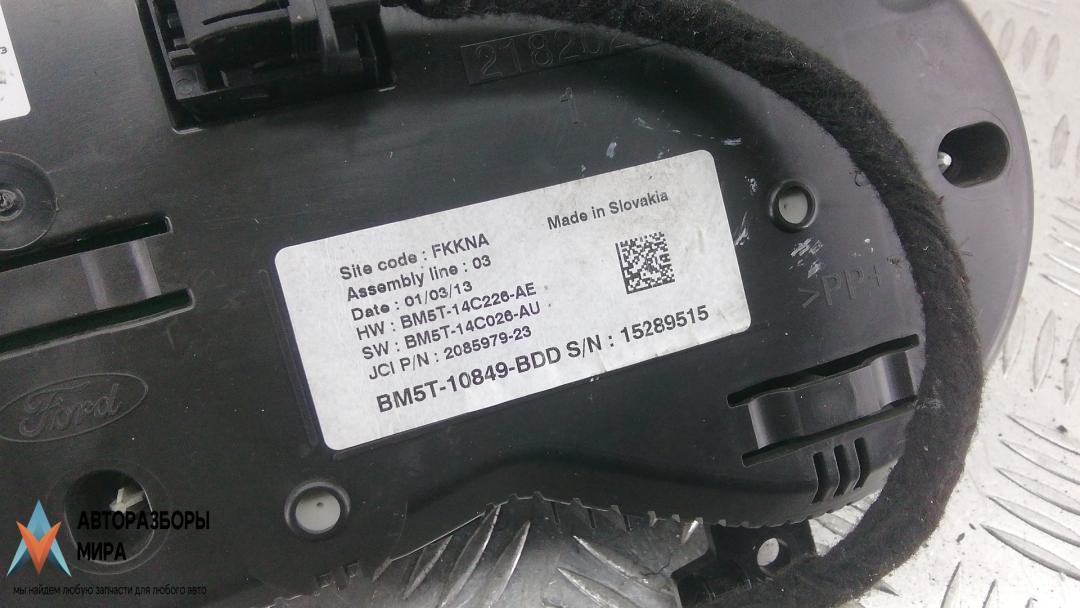 218202
1
Made in Slovakia
Site code : FKKNA
Assembly line : 03
Date : 01/03/13
HW : BM5T-14C226-AE
SW : BM5T-14C026-AU
JCI P/N : 2085979-23
BM5T-10849-BDD S/N : 15289515
>PP+
Ford
АВТОРАЗБОРЫ
МИРА
мы найдем любую запчасти для любого авто